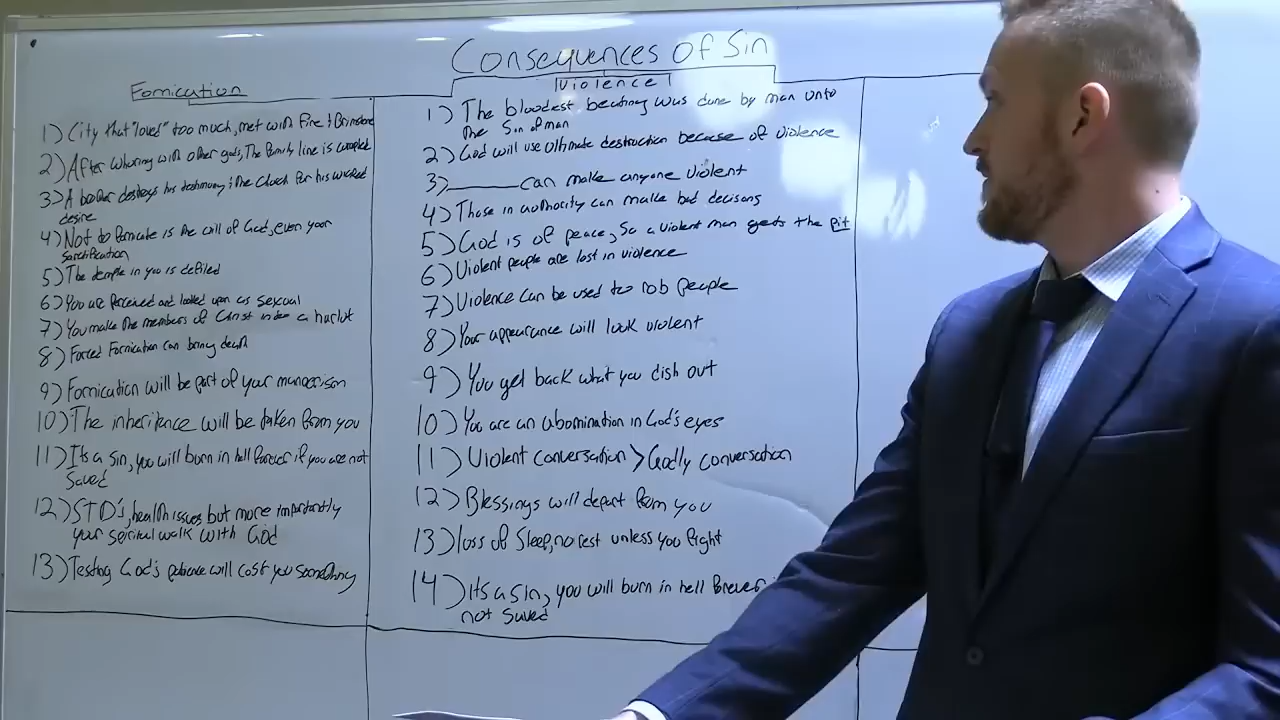 Consequences of Sin
Fornication
1) City that "loved" too much, met with Fire & Brimstone
2) After whoring with other gods, The family line is
3) A brother destroys his testimony & the Church for his wicked
desire
4) Not to fornicate is the will of God, even your
Sanctification
5) The temple in you is defiled
6) You are perceived and looked upon as sexual
7) You make the members of Christ into a harlot
8) Forced Fornication can bring death
9) Fornication will be part of your
10) The inheritence will be taken from you
11) Its a sin, you will burn in hell forever if you are not
Saved
12) STD's, health issues but more importantly
your spiritual walk with God
13) Testing God's patience will cost you something
Violence
1) The bloodest beating was done by man unto
the Son of man
2) God will use Ultimate destruction because of violence
3) ______ can make anyone violent
4) Those in authority can make bad decisions
5) God is of peace, So a violent man gets the Pit
6) Violent people are lost in violence
7) Violence can be used to rob people
8) Your appearance will look violent
9) You get back what you dish out
10) You are an abomination in God's eyes
11) Violent conversation > Godly conversation
12) Blessings will depart from you
13) loss of Sleep, no rest unless you fight
14) Its a sin, you will burn in hell forever
not saved